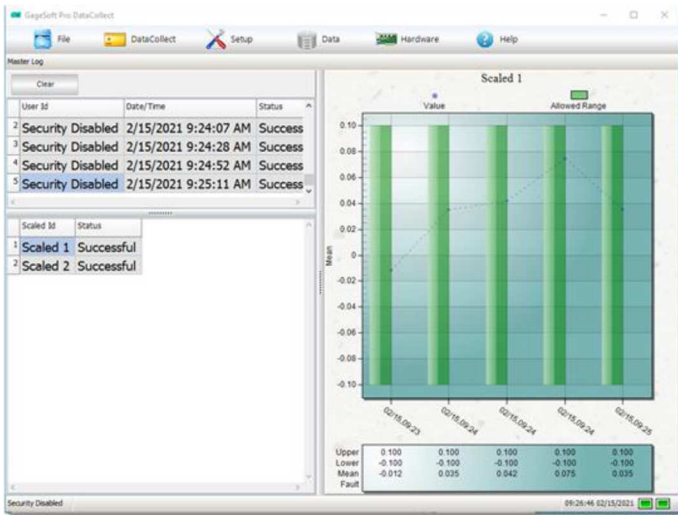 GageSoft Pro DataCollect
File DataCollect Setup Data Hardware Help
Master Log
Clear
User Id Date/Time Status
2 Security Disabled 2/15/2021 9:24:07 AM Success
3 Security Disabled 2/15/2021 9:24:28 AM Success
4 Security Disabled 2/15/2021 9:24:52 AM Success
5 Security Disabled 2/15/2021 9:25:11 AM Success
Scaled Id Status
1 Scaled 1 Successful
2 Scaled 2 Successful
Scaled 1
Value Allowed Range
0.10
0.08
0.06
0.04
0.02
0
-0.02
-0.04
-0.06
-0.08
-0.10
Mean
02/15,09:23 02/15,09:24 02/15,09:24 02/15,09:24 02/15,09:25
Upper 0.100 0.100 0.100 0.100 0.100
Lower -0.100 -0.100 -0.100 -0.100 -0.100
Mean -0.012 0.035 0.042 0.075 0.035
Fault
Security Disabled 09:26:46 02/15/2021